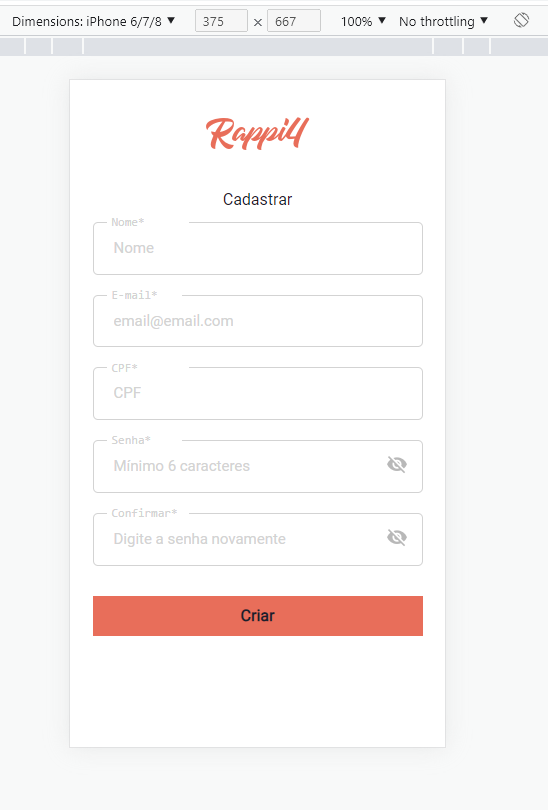 Dimensions: iPhone 6/7/8 ▼ 375 × 667 100% ▼ No throttling ▼
Rappi4
Cadastrar
Nome*
Nome
E-mail*
email@email.com
CPF*
CPF
Senha*
Mínimo 6 caracteres
Confirmar*
Digite a senha novamente
Criar